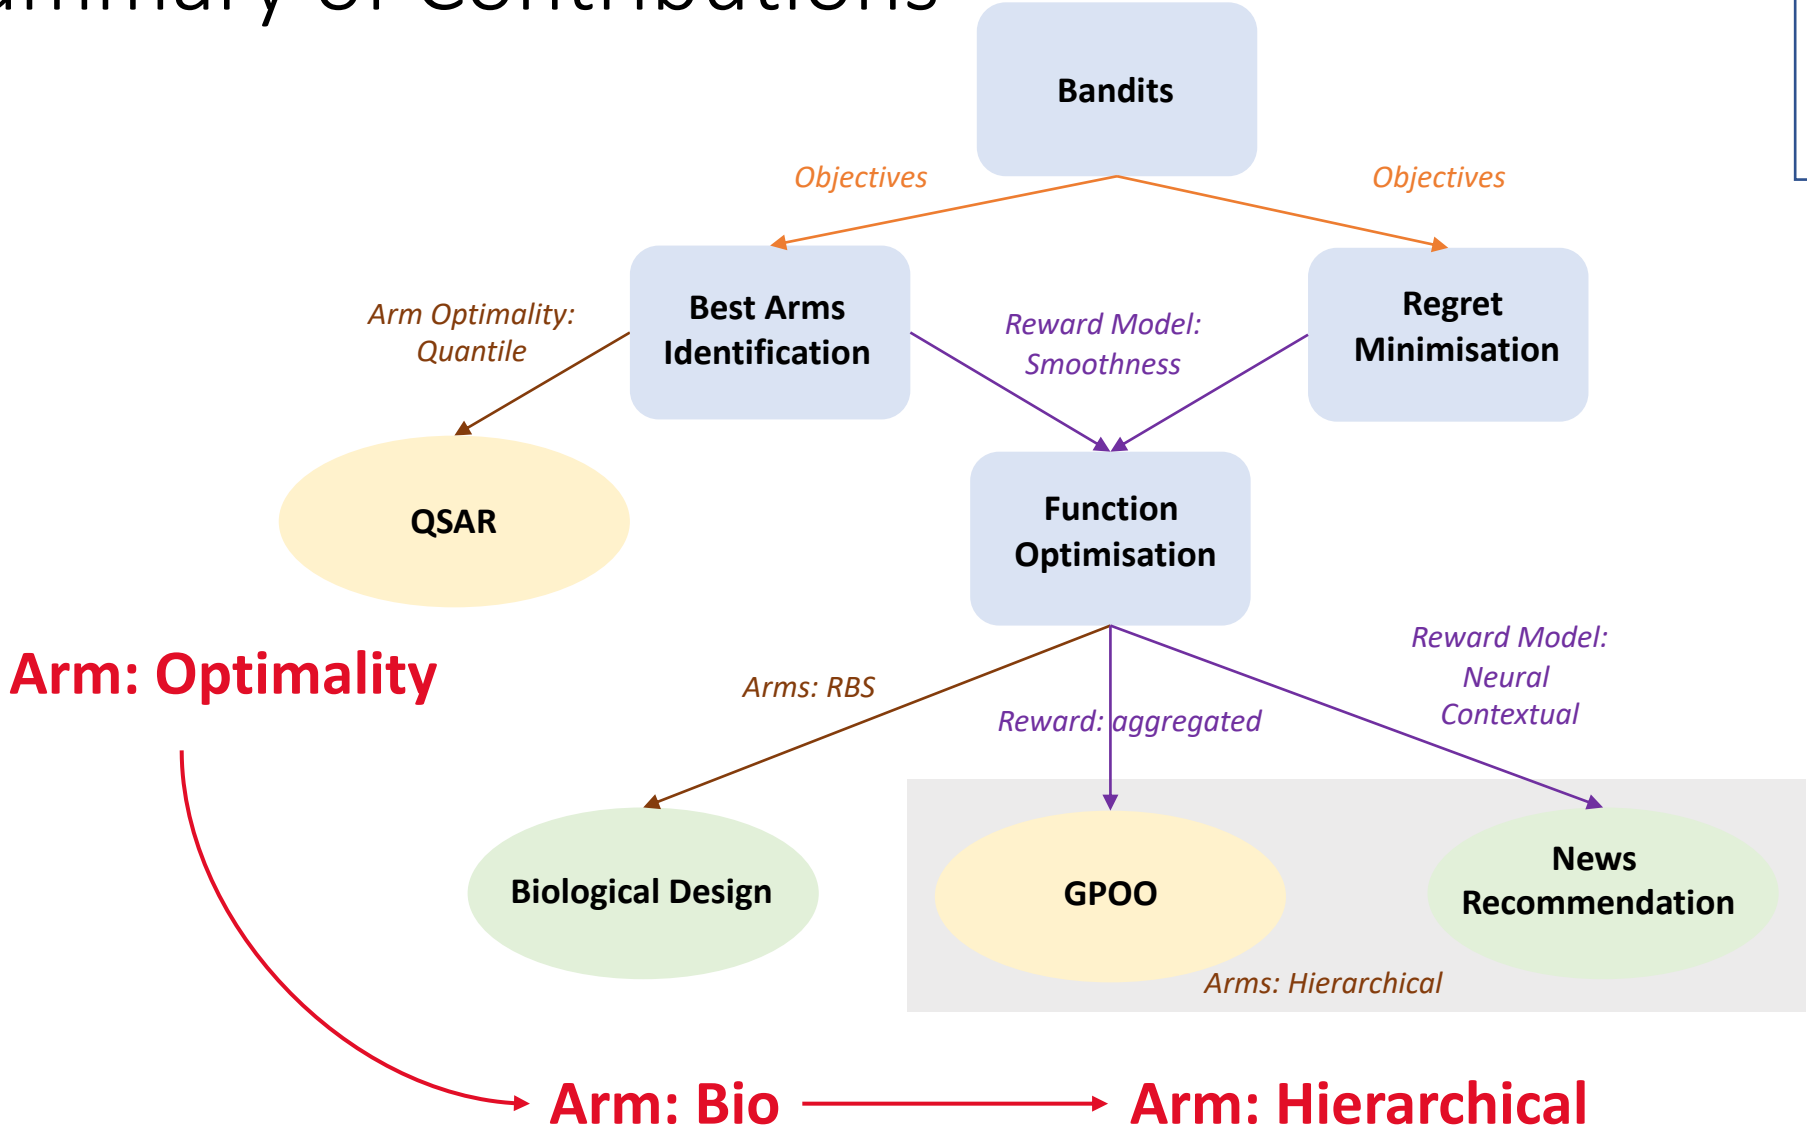 of Contributions
Bandits
Objectives
Objectives
Best Arms
Identification
Regret
Minimisation
Arm Optimality:
Quantile
Reward Model:
Smoothness
QSAR
Function
Optimisation
Arm: Optimality
Arms: RBS
Reward: aggregated
Reward Model:
Neural
Contextual
Biological Design
GPOO
News
Recommendation
Arms: Hierarchical
Arm: Bio
Arm: Hierarchical